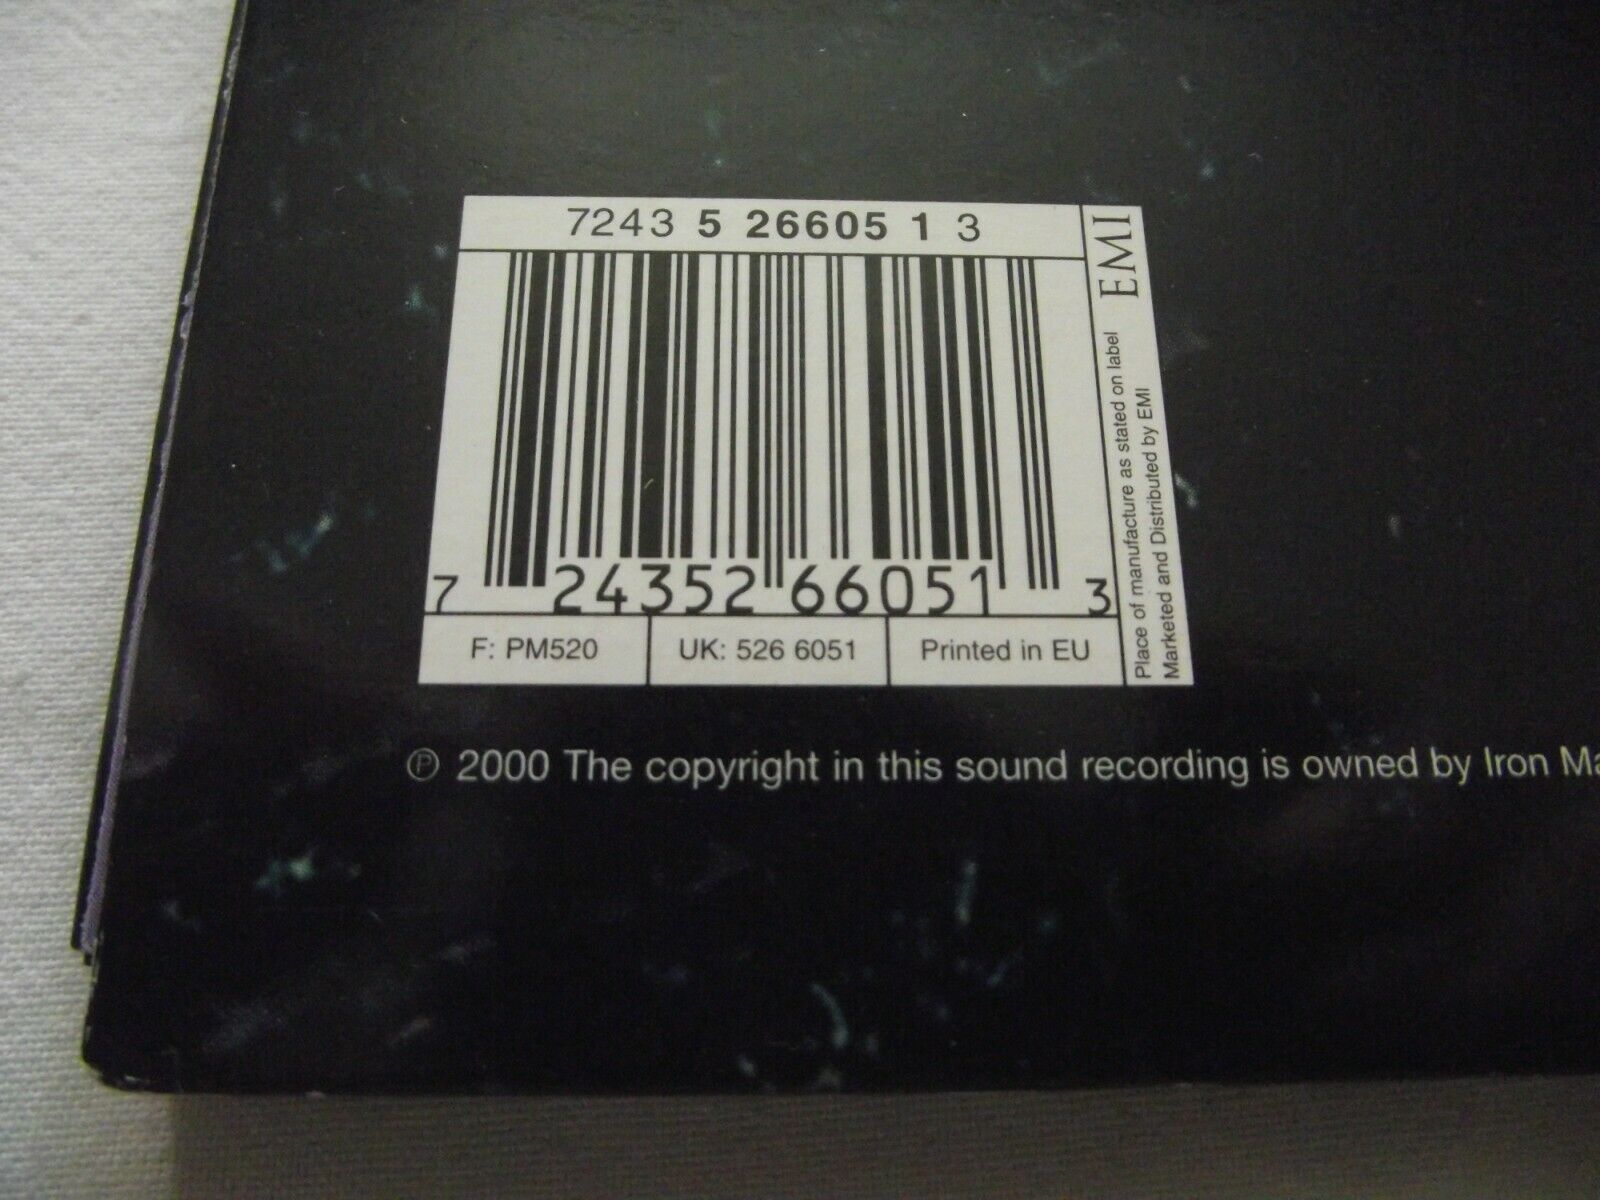 7243 5 26605 1 3
7 24352 66051 3
F: PM520
UK: 526 6051
Printed in EU
EMI
Place of manufacture as stated on label
Marketed and Distributed by EMI
℗ 2000 The copyright in this sound recording is owned by Iron Ma